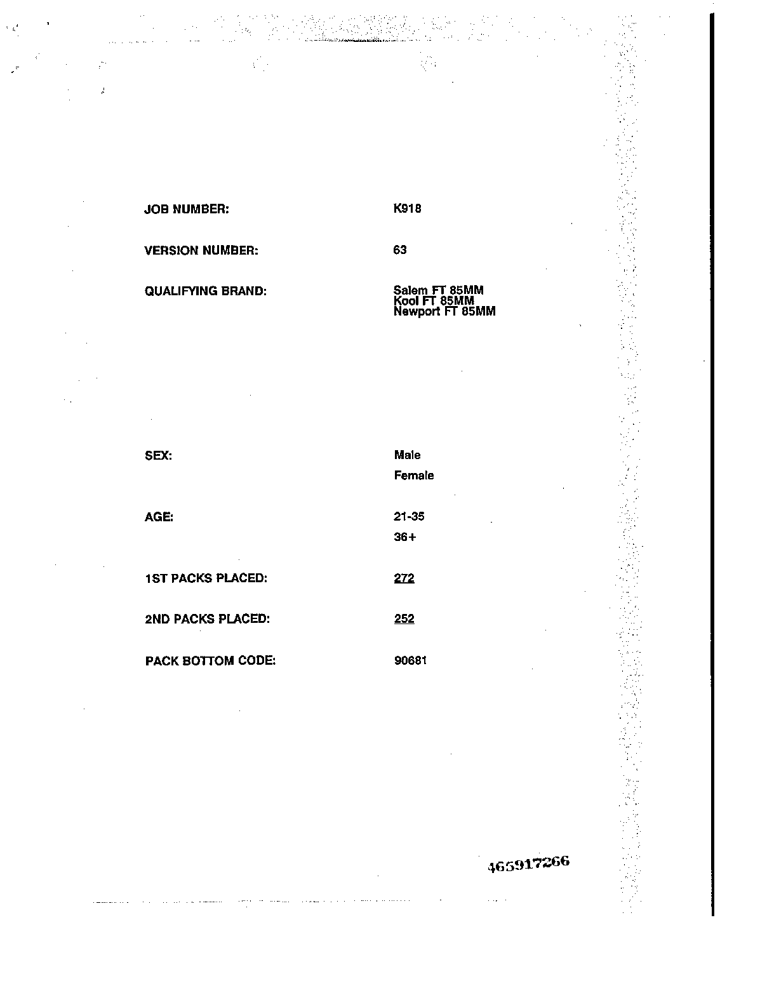 JOB NUMBER: K918
VERSION NUMBER: 63
QUALIFYING BRAND: Salem FT 85MM
Kool FT 85MM
Newport FT 85MM
SEX: Male
Female
AGE: 21-35
36+
1ST PACKS PLACED: 272
2ND PACKS PLACED: 252
PACK BOTTOM CODE: 90681
465917266